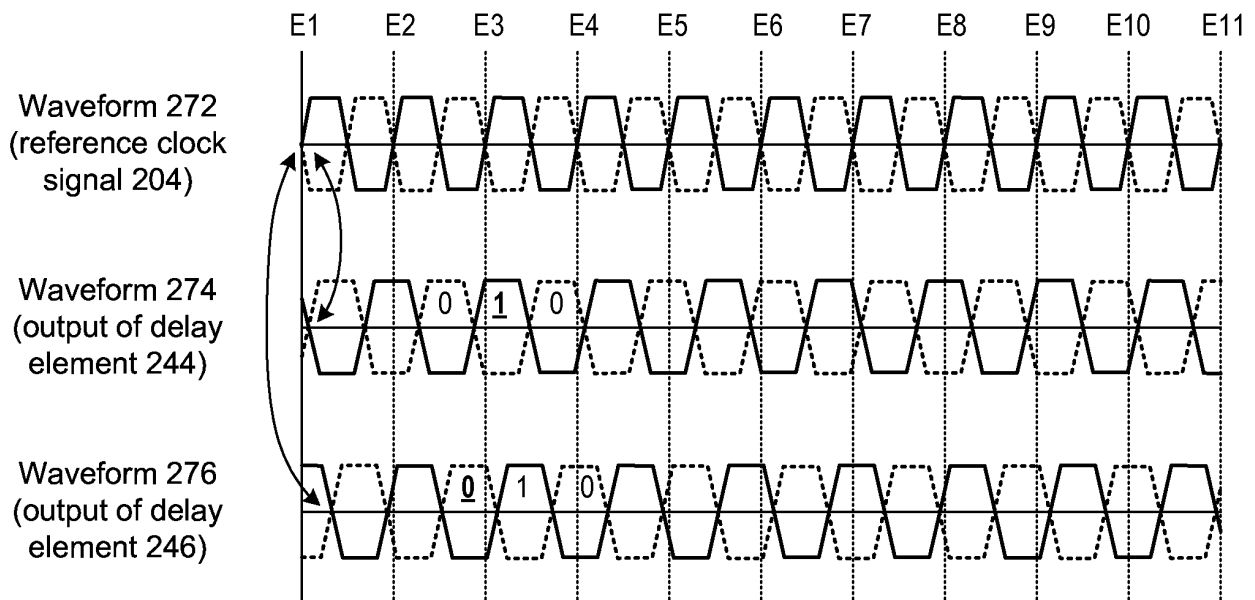 E1 E2 E3 E4 E5 E6 E7 E8 E9 E10 E11
Waveform 272
(reference clock
signal 204)
Waveform 274
(output of delay
element 244)
0 1 0
Waveform 276
(output of delay
element 246)
0 1 0